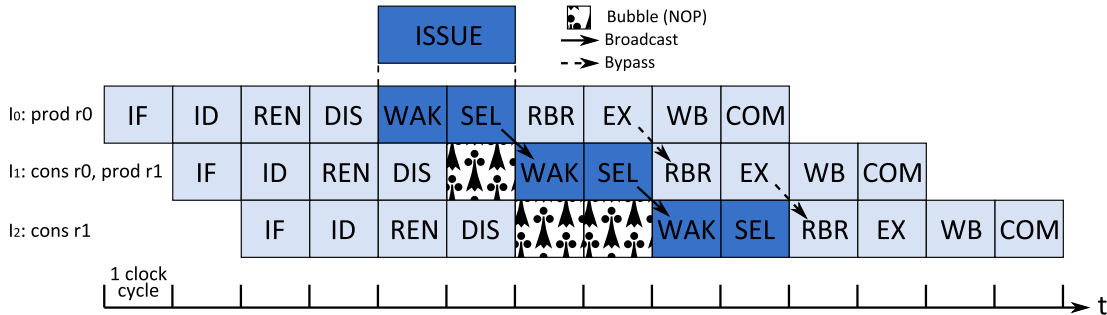 ISSUE
Bubble (NOP)
Broadcast
Bypass
I₀: prod r0 IF ID REN DIS WAK SEL RBR EX WB COM
I₁: cons r0, prod r1 IF ID REN DIS WAK SEL RBR EX WB COM
I₂: cons r1 IF ID REN DIS WAK SEL RBR EX WB COM
1 clock
cycle
t